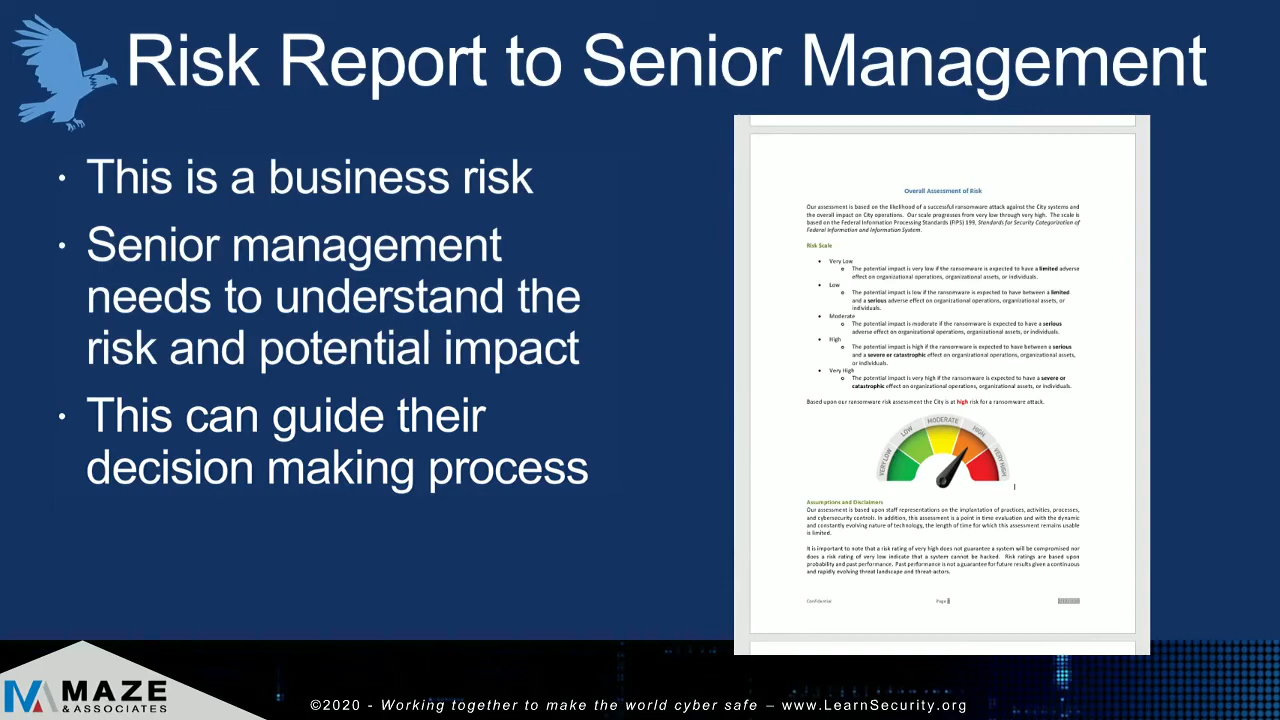 Risk Report to Senior Management
· This is a business risk
· Senior management
needs to understand the
risk and potential impact
· This can guide their
decision making process
Overall Assessment of Risk
Our assessment is based on the likelihood of a successful ransomware attack against the City systems and
the overall impact on City operations. Our scale progresses from very low through very high. The scale is
based on the Federal Information Processing Standards (FIPS) 199, Standards for Security Categorization of
Federal Information and Information System.
Risk Scale
• Very Low
o The potential impact is very low if the ransomware is expected to have a limited adverse
effect on organizational operations, organizational assets, or individuals.
• Low
o The potential impact is low if the ransomware is expected to have between a limited
and a serious adverse effect on organizational operations, organizational assets, or
individuals.
• Moderate
o The potential impact is moderate if the ransomware is expected to have a serious
adverse effect on organizational operations, organizational assets, or individuals.
• High
o The potential impact is high if the ransomware is expected to have between a serious
and a severe or catastrophic effect on organizational operations, organizational assets,
or individuals.
• Very High
o The potential impact is very high if the ransomware is expected to have a severe or
catastrophic effect on organizational operations, organizational assets, or individuals.
Based upon our ransomware risk assessment the City is at high risk for a ransomware attack.
VERY LOW
LOW
MODERATE
HIGH
VERY HIGH
Assumptions and Disclaimers
Our assessment is based upon staff representations on the implantation of practices, activities, processes,
and cybersecurity controls. In addition, this assessment is a point in time evaluation and with the dynamic
and constantly evolving nature of technology, the length of time for which this assessment remains usable
is limited.
It is important to note that a risk rating of very high does not guarantee a system will be compromised nor
does a risk rating of very low indicate that a system cannot be hacked. Risk ratings are based upon
probability and past performance. Past performance is not a guarantee for future results given a continuous
and rapidly evolving threat landscape and threat-actors.
Confidential
Page
MAZE
& ASSOCIATES
©2020 - Working together to make the world cyber safe – www.LearnSecurity.org